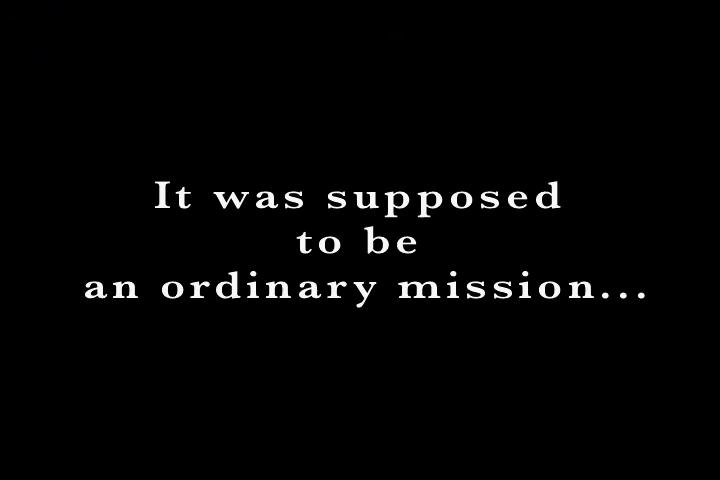 It was supposed
to be
an ordinary mission...